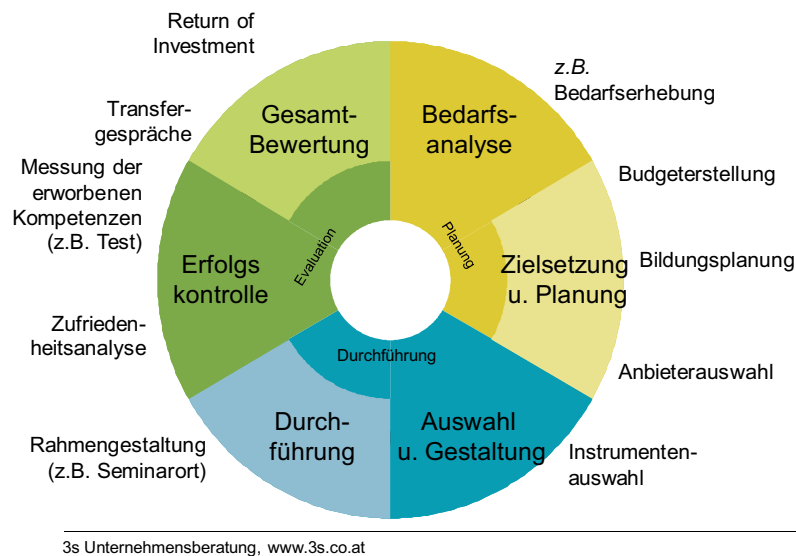 Return of
Investment
z.B.
Bedarfserhebung
Transfer-
gespräche
Gesamt-
Bewertung
Bedarfs-
analyse
Messung der
erworbenen
Kompetenzen
(z.B. Test)
Budgeterstellung
Evaluation
Planung
Erfolgs
kontrolle
Zielsetzung
u. Planung
Bildungsplanung
Zufrieden-
heitsanalyse
Durchführung
Anbieterauswahl
Rahmengestaltung
(z.B. Seminarort)
Durch-
führung
Auswahl
u. Gestaltung
Instrumenten-
auswahl
3s Unternehmensberatung, www.3s.co.at